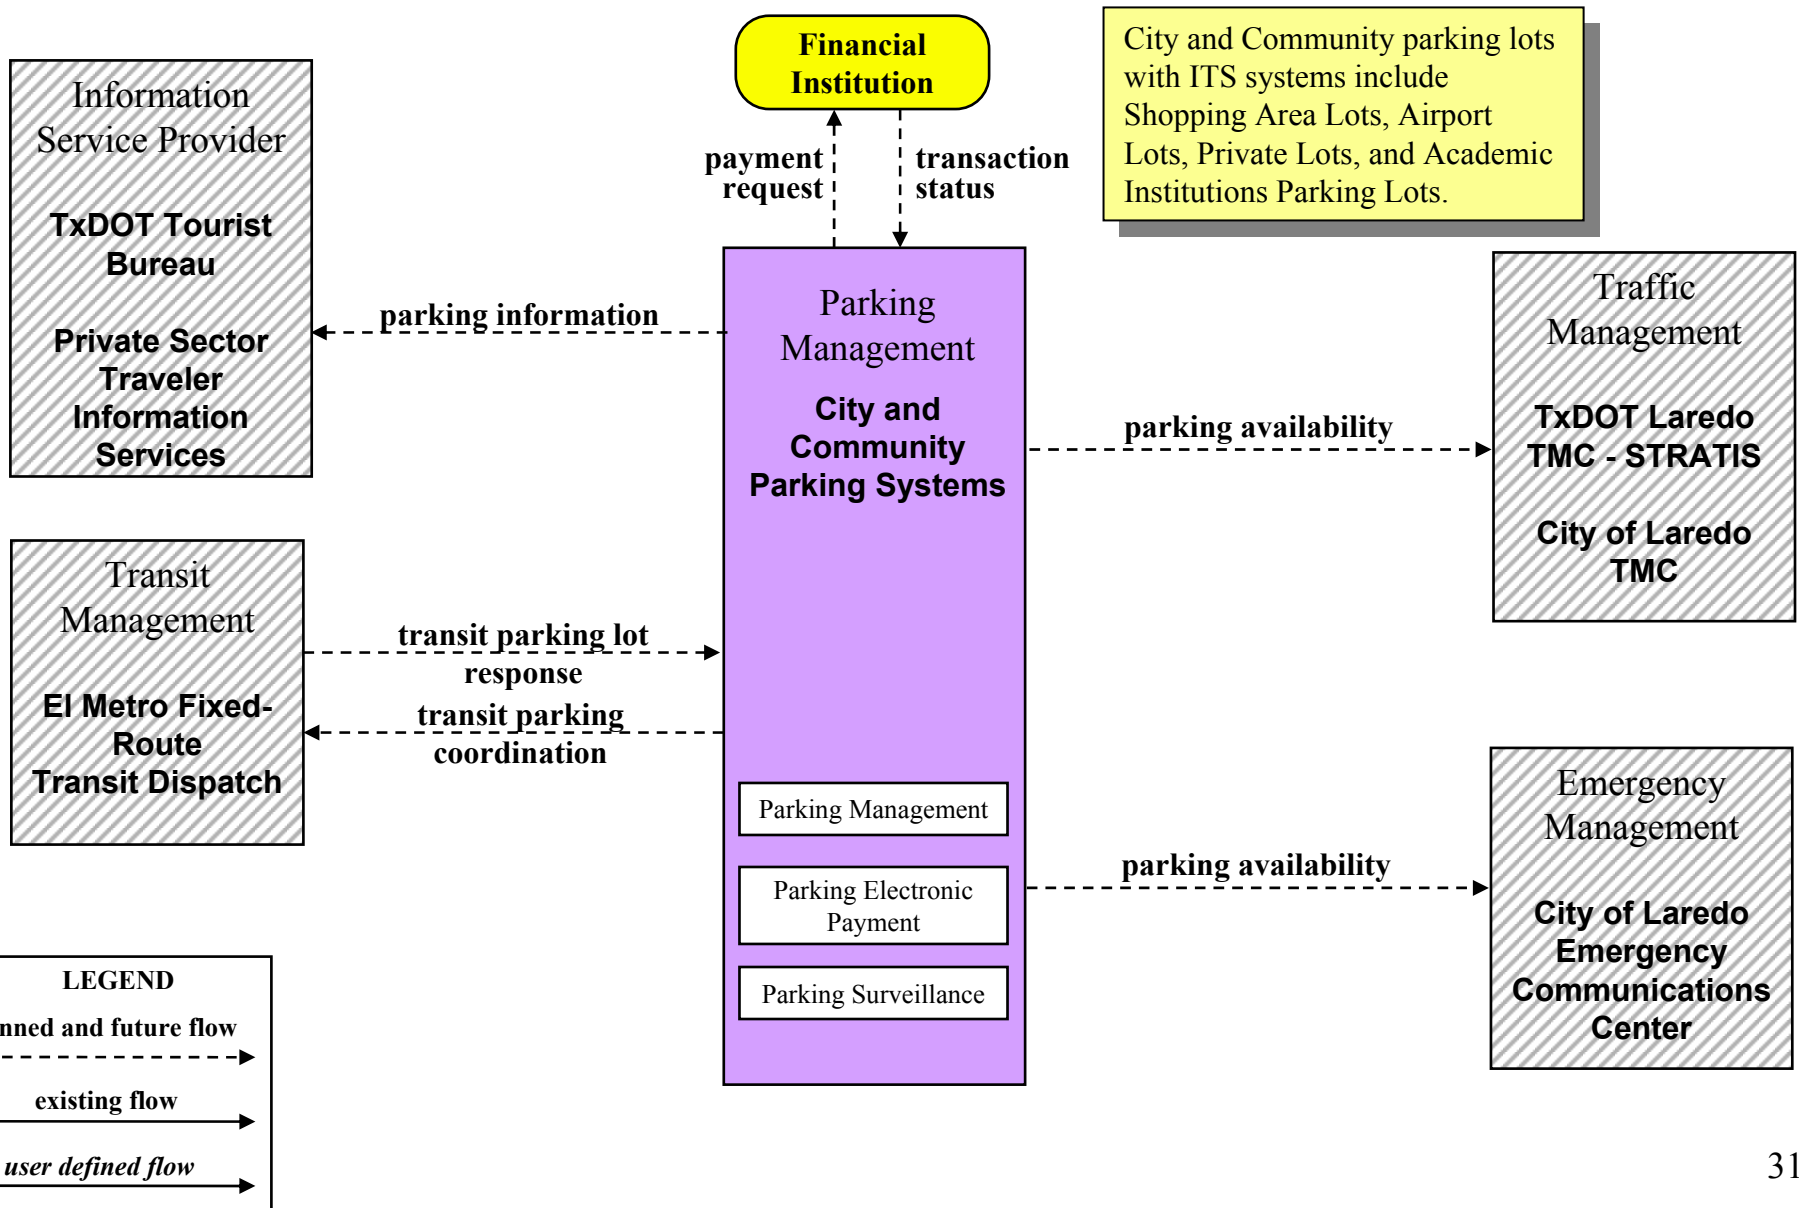 Financial
Institution
City and Community parking lots
with ITS systems include
Shopping Area Lots, Airport
Lots, Private Lots, and Academic
Institutions Parking Lots.
Information
Service Provider
TxDOT Tourist
Bureau
Private Sector
Traveler
Information
Services
payment
request
transaction
status
parking information
Parking
Management
City and
Community
Parking Systems
Parking Management
Parking Electronic
Payment
Parking Surveillance
parking availability
Traffic
Management
TxDOT Laredo
TMC - STRATIS
City of Laredo
TMC
Transit
Management
El Metro Fixed-
Route
Transit Dispatch
transit parking lot
response
transit parking
coordination
parking availability
Emergency
Management
City of Laredo
Emergency
Communications
Center
LEGEND
nned and future flow
existing flow
user defined flow
31